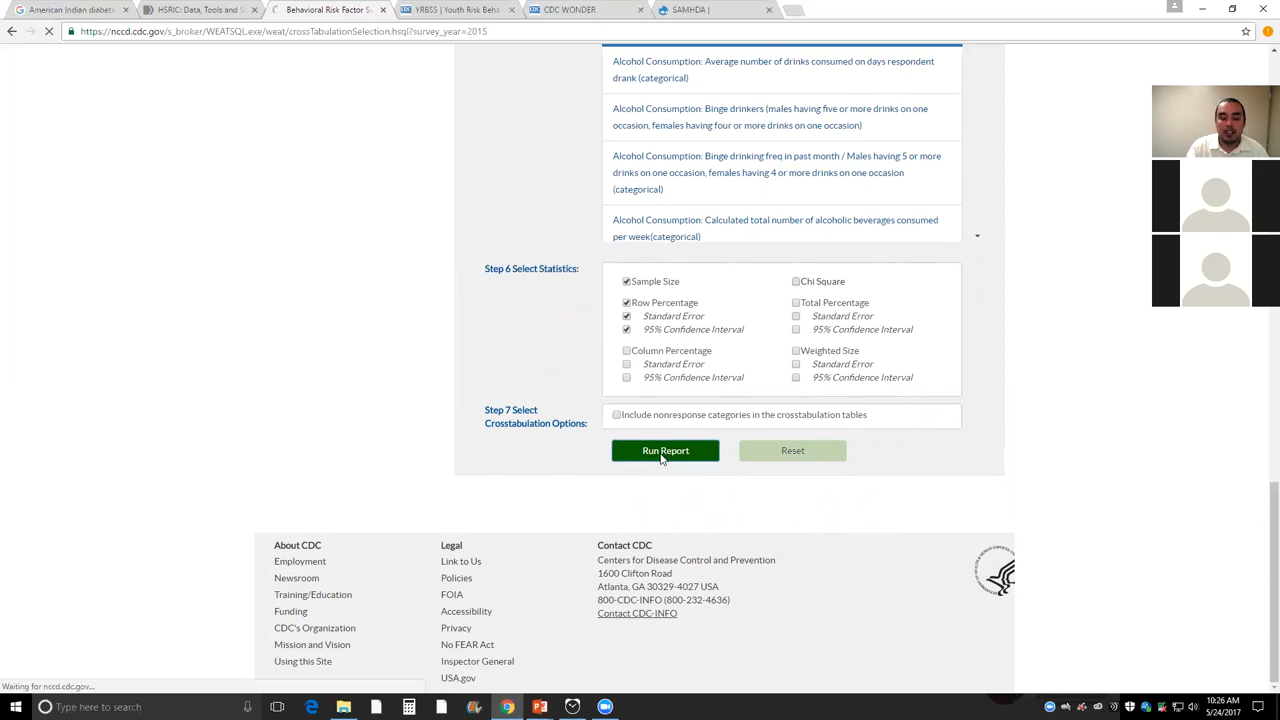 American Indian diabet
HSRIC: Data, Tools and S
Behavioral Risk Factor S
YRBSS | Youth Risk Beha
CDC WONDER
SAMHDA |
https://nccd.cdc.gov/s_broker/WEATSQL.exe/weat/crossTabulationSelection.hsql?survey_year=2015
Alcohol Consumption: Average number of drinks consumed on days respondent
drank (categorical)
Alcohol Consumption: Binge drinkers (males having five or more drinks on one
occasion, females having four or more drinks on one occasion)
Alcohol Consumption: Binge drinking freq in past month / Males having 5 or more
drinks on one occasion, females having 4 or more drinks on one occasion
(categorical)
Alcohol Consumption: Calculated total number of alcoholic beverages consumed
per week(categorical)
Step 6 Select Statistics:
Sample Size
Chi Square
Row Percentage
Total Percentage
Standard Error
Standard Error
95% Confidence Interval
95% Confidence Interval
Column Percentage
Weighted Size
Standard Error
Standard Error
95% Confidence Interval
95% Confidence Interval
Step 7 Select
Crosstabulation Options:
Include nonresponse categories in the crosstabulation tables
Run Report
Reset
About CDC
Employment
Newsroom
Training/Education
Funding
CDC's Organization
Mission and Vision
Using this Site
Legal
Link to Us
Policies
FOIA
Accessibility
Privacy
No FEAR Act
Inspector General
USA.gov
Contact CDC
Centers for Disease Control and Prevention
1600 Clifton Road
Atlanta, GA 30329-4027 USA
800-CDC-INFO (800-232-4636)
Contact CDC-INFO
Waiting for nccd.cdc.gov...
Type here to search
10:26 AM
5/24/2017